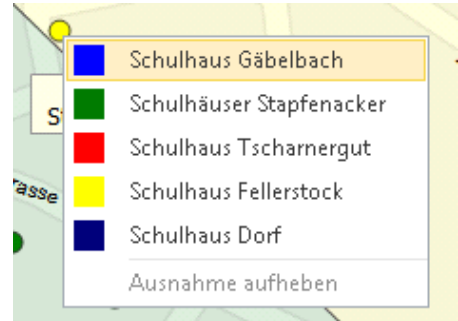 Schulhaus Gäbelbach
Schulhäuser Stapfenacker
Schulhaus Tscharnergut
Schulhaus Fellerstock
Schulhaus Dorf
Ausnahme aufheben